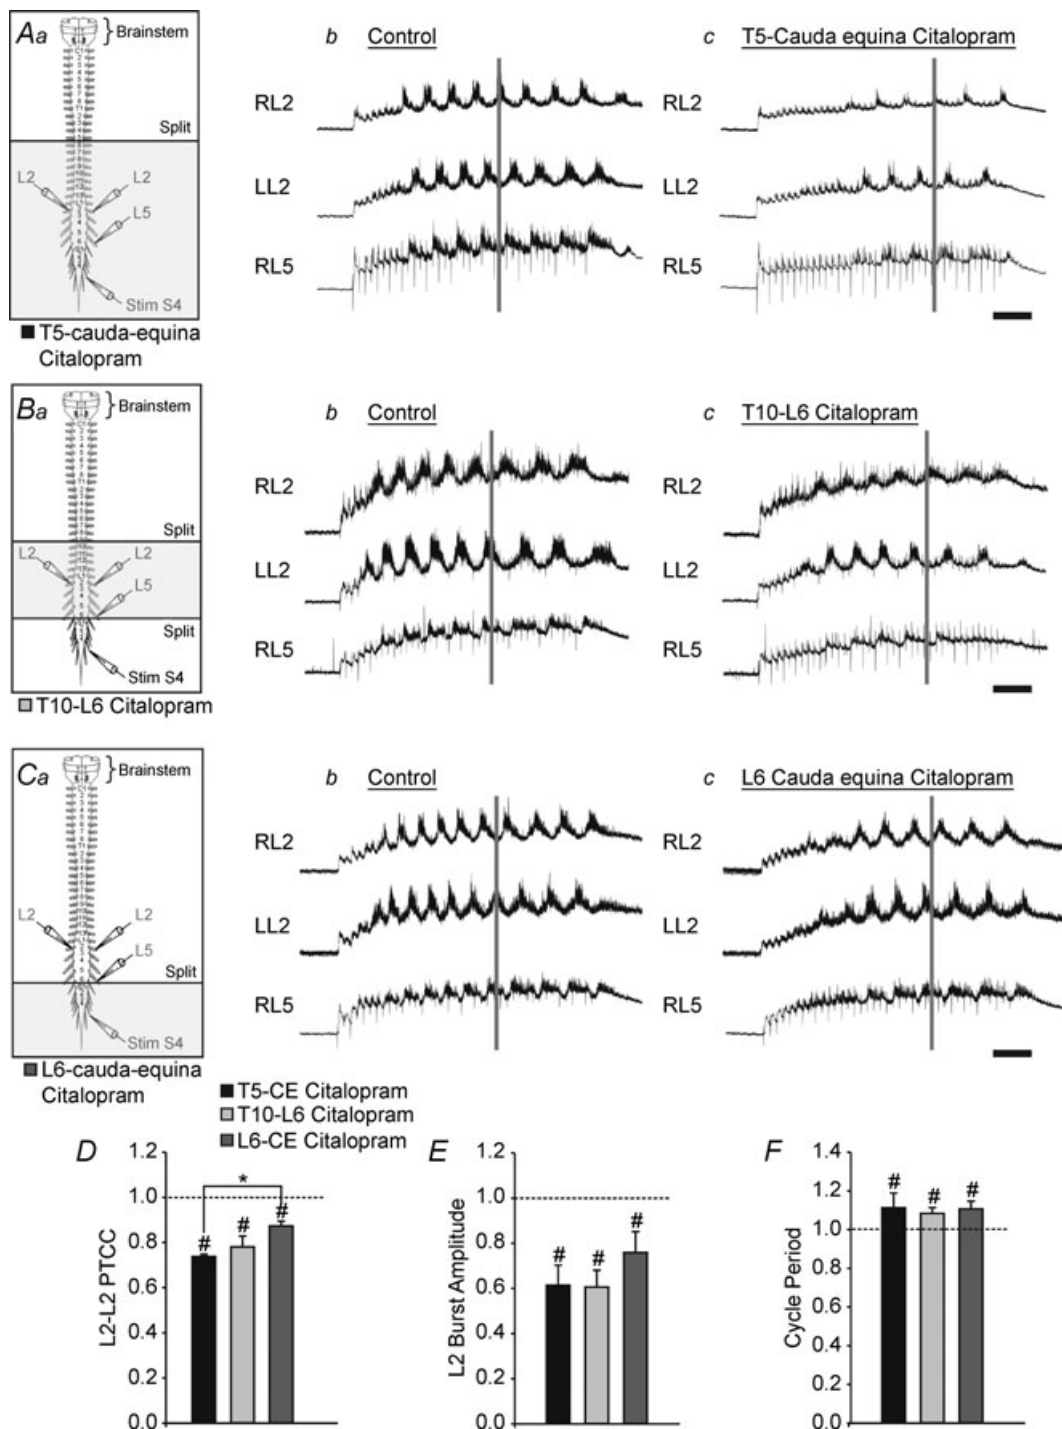 Aa
Brainstem
Split
L2
L2
L5
Stim S4
T5-cauda-equina
Citalopram
b Control
RL2
LL2
RL5
c T5-Cauda equina Citalopram
RL2
LL2
RL5
Ba
Brainstem
Split
L2
L2
L5
Split
Stim S4
T10-L6 Citalopram
b Control
RL2
LL2
RL5
c T10-L6 Citalopram
RL2
LL2
RL5
Ca
Brainstem
L2
L2
L5
Split
Stim S4
L6-cauda-equina
Citalopram
b Control
RL2
LL2
RL5
c L6 Cauda equina Citalopram
RL2
LL2
RL5
T5-CE Citalopram
T10-L6 Citalopram
L6-CE Citalopram
D
L2-L2 PTCC
1.2
1.0
0.8
0.6
0.4
0.2
0.0
*
# # #
E
L2 Burst Amplitude
1.2
1.0
0.8
0.6
0.4
0.2
0.0
# # #
F
Cycle Period
1.4
1.2
1.0
0.8
0.6
0.4
0.2
0.0
# # #